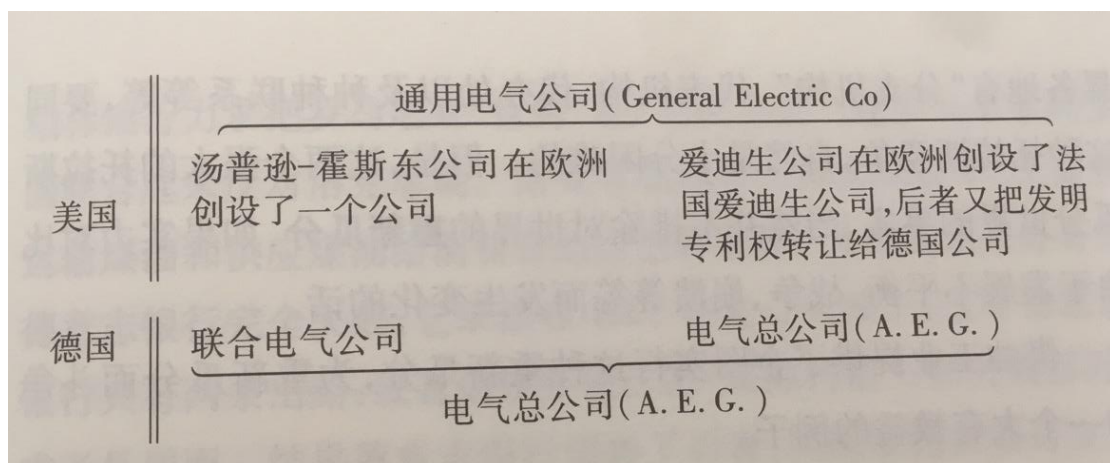 通用电气公司(General Electric Co)
美国
汤普逊-霍斯东公司在欧洲
创设了一个公司
爱迪生公司在欧洲创设了法
国爱迪生公司,后者又把发明
专利权转让给德国公司
德国
联合电气公司
电气总公司(A. E. G.)
电气总公司(A. E. G.)